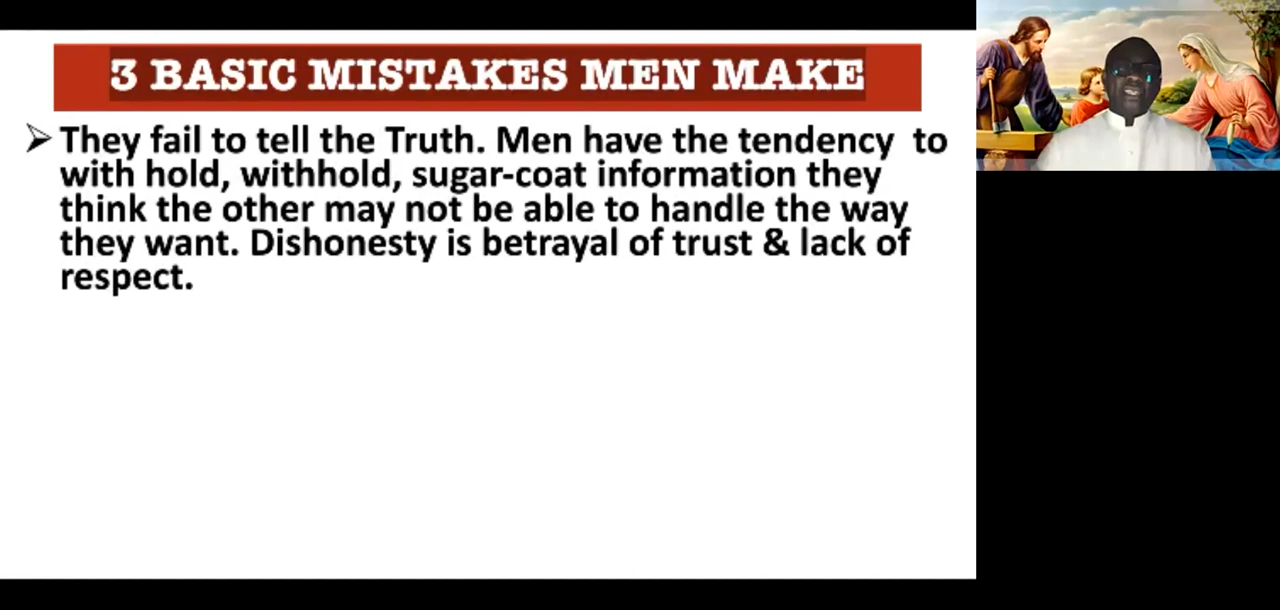 3 BASIC MISTAKES MEN MAKE
They fail to tell the Truth. Men have the tendency to
with hold, withhold, sugar-coat information they
think the other may not be able to handle the way
they want. Dishonesty is betrayal of trust & lack of
respect.